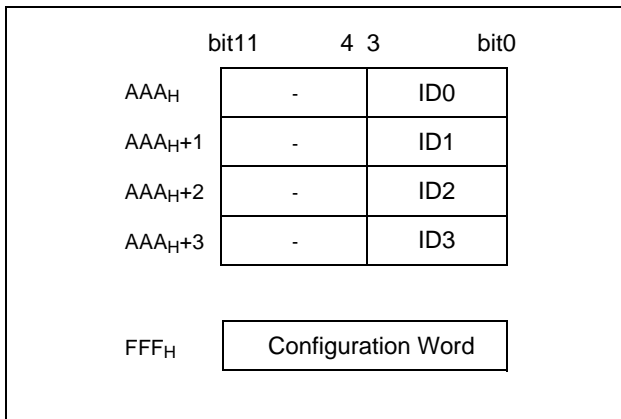 bit11 4 3 bit0
AAAH - ID0
AAAH+1 - ID1
AAAH+2 - ID2
AAAH+3 - ID3
FFFH Configuration Word